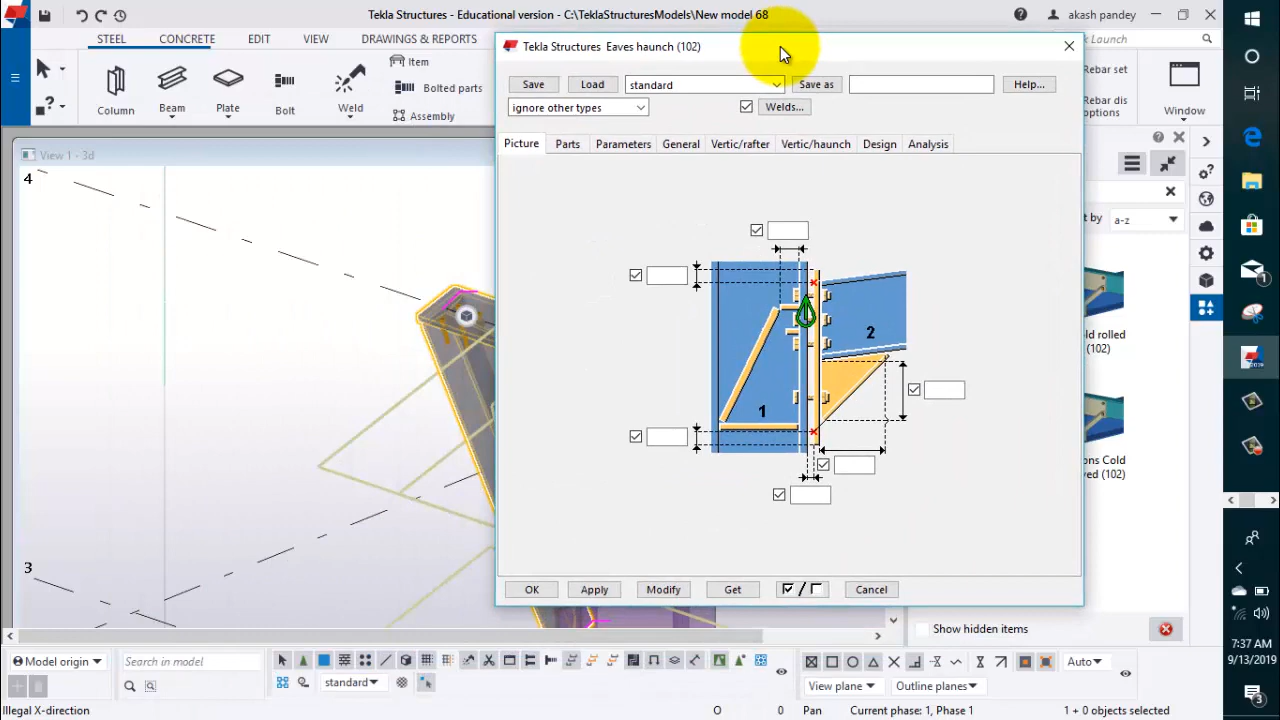 Tekla Structures - Educational version - C:\TeklaStructuresModels\New model 68
akash pandey
STEEL CONCRETE EDIT VIEW DRAWINGS & REPORTS
Launch
Column Beam Plate Bolt Weld
Item
Bolted parts
Assembly
Rebar set
Rebar dis
options
Window
View 1 - 3d
4
3
Tekla Structures Eaves haunch (102)
Save Load standard Save as Help...
ignore other types Welds...
Picture Parts Parameters General Vertic/rafter Vertic/haunch Design Analysis
1
2
OK Apply Modify Get / Cancel
t by a-z
old rolled
(102)
ons Cold
ved (102)
Show hidden items
Model origin Search in model
standard
Auto
View plane Outline planes
Illegal X-direction O 0 Pan Current phase: 1, Phase 1 1 + 0 objects selected
1
2019
7:37 AM
9/13/2019
3